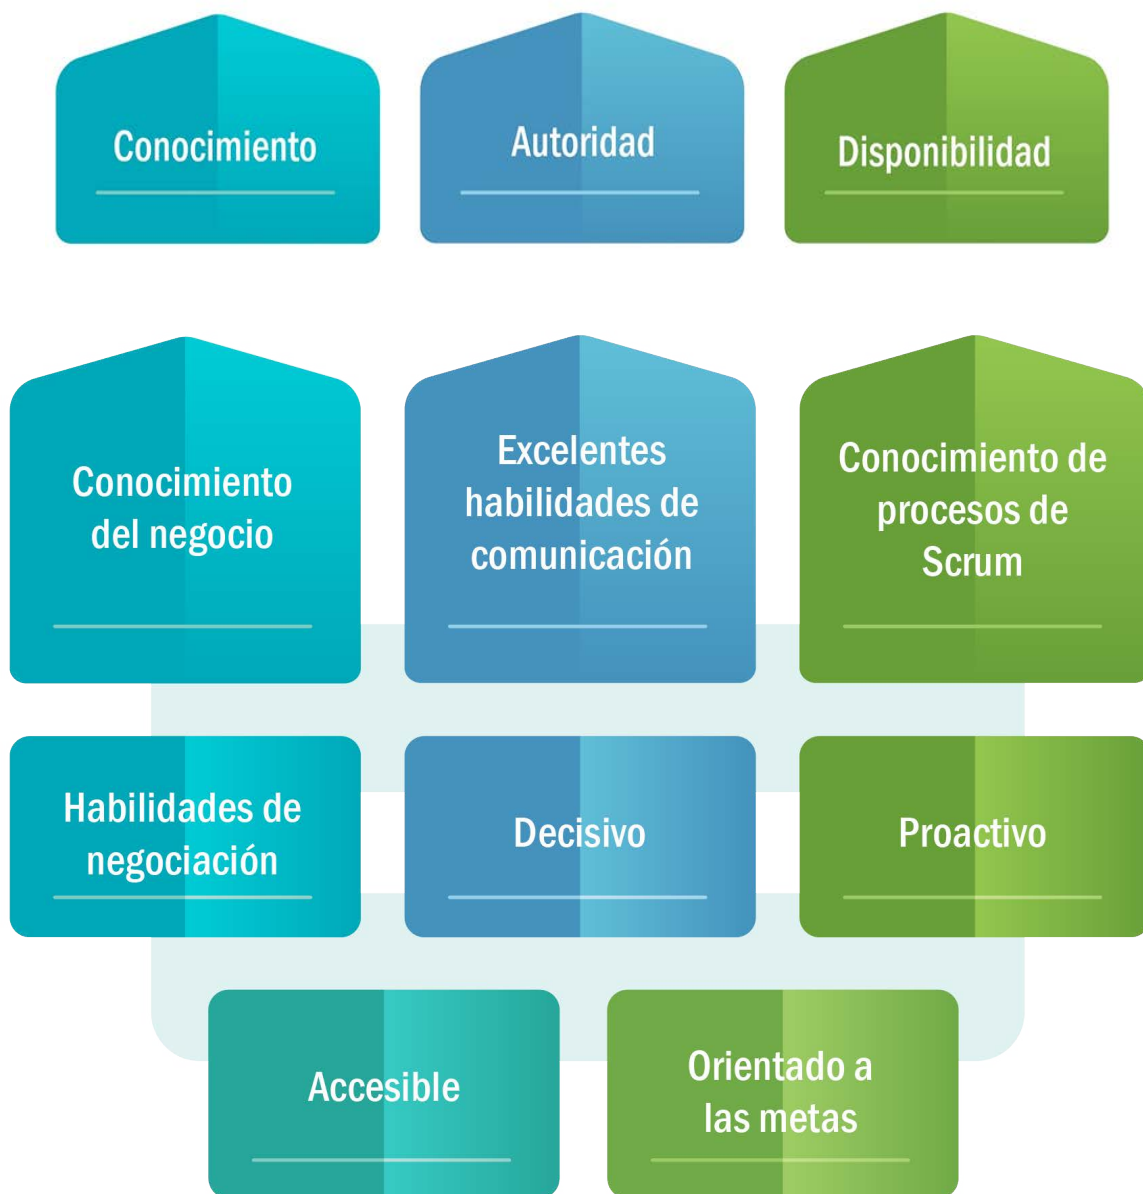 Conocimiento
Autoridad
Disponibilidad
Conocimiento
del negocio
Excelentes
habilidades de
comunicación
Conocimiento de
procesos de
Scrum
Habilidades de
negociación
Decisivo
Proactivo
Accesible
Orientado a
las metas